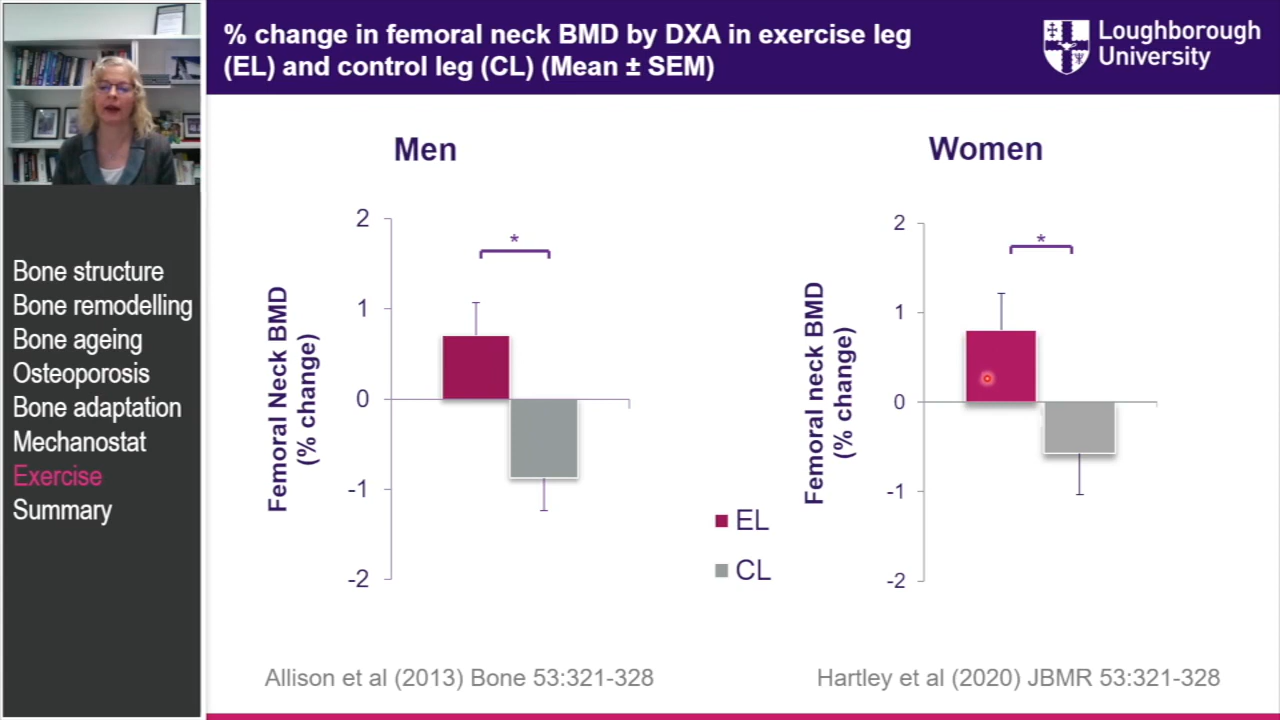 % change in femoral neck BMD by DXA in exercise leg
(EL) and control leg (CL) (Mean ± SEM)
Loughborough
University
Bone structure
Bone remodelling
Bone ageing
Osteoporosis
Bone adaptation
Mechanostat
Exercise
Summary
Men
2
1
0
-1
-2
*
Femoral Neck BMD
(% change)
EL
CL
Women
2
1
0
-1
-2
*
Femoral neck BMD
(% change)
Allison et al (2013) Bone 53:321-328
Hartley et al (2020) JBMR 53:321-328